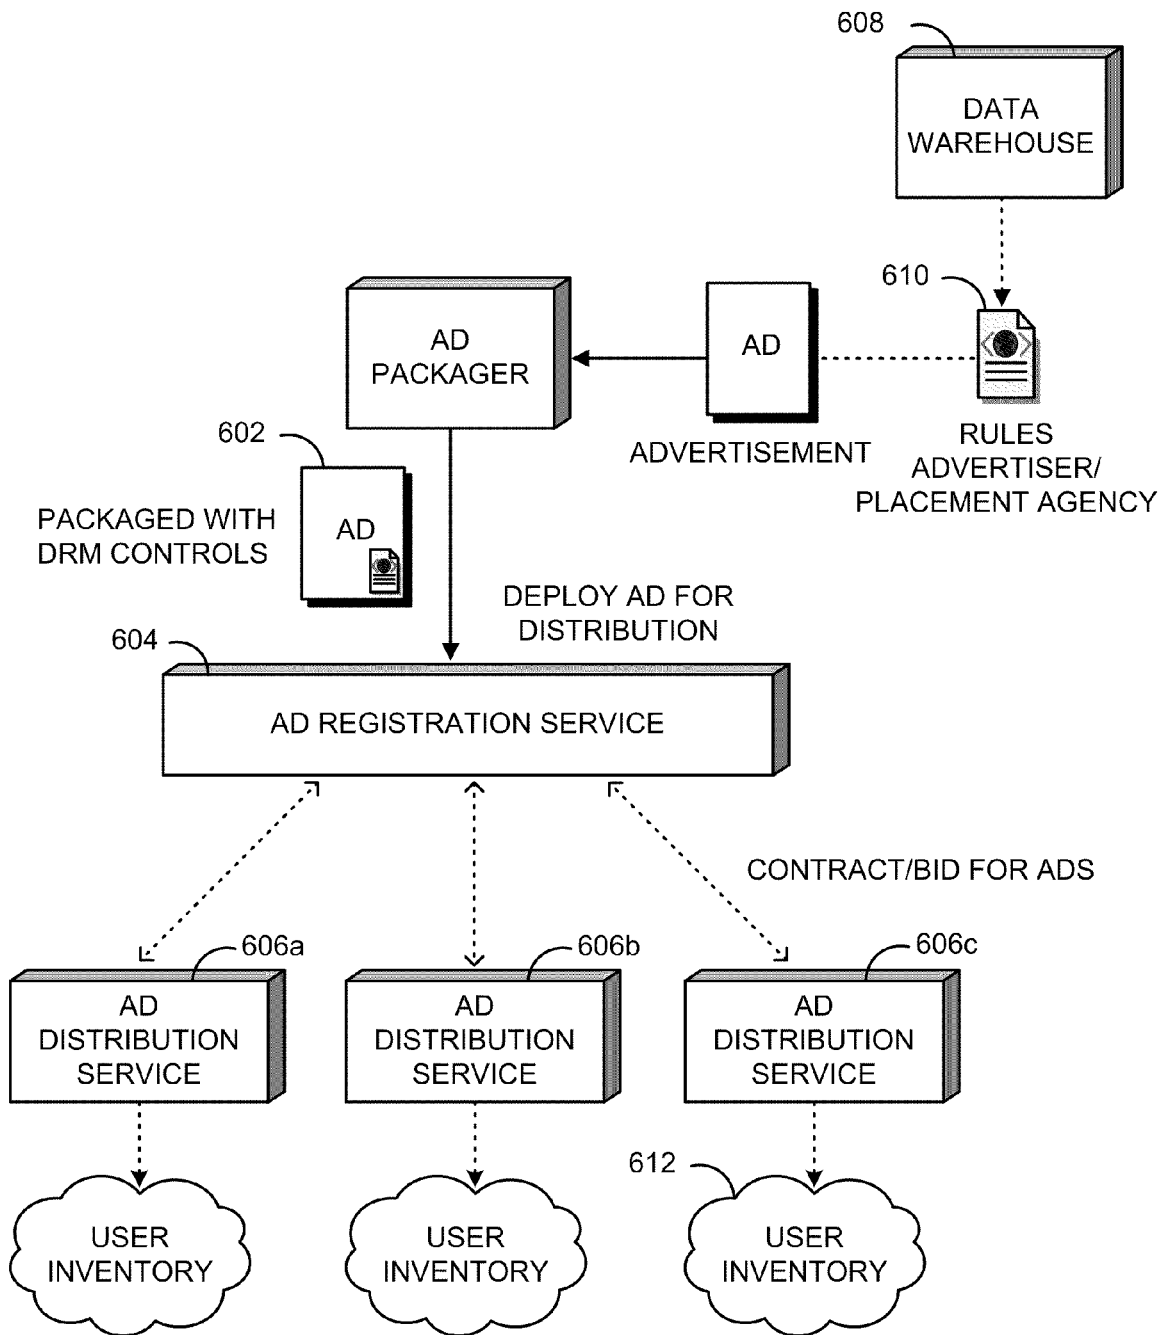 608
DATA
WAREHOUSE
610
AD
PACKAGER
AD
602
ADVERTISEMENT
RULES
ADVERTISER/
PLACEMENT AGENCY
PACKAGED WITH
DRM CONTROLS
AD
DEPLOY AD FOR
DISTRIBUTION
604
AD REGISTRATION SERVICE
CONTRACT/BID FOR ADS
606a
606b
606c
AD
DISTRIBUTION
SERVICE
AD
DISTRIBUTION
SERVICE
AD
DISTRIBUTION
SERVICE
612
USER
INVENTORY
USER
INVENTORY
USER
INVENTORY